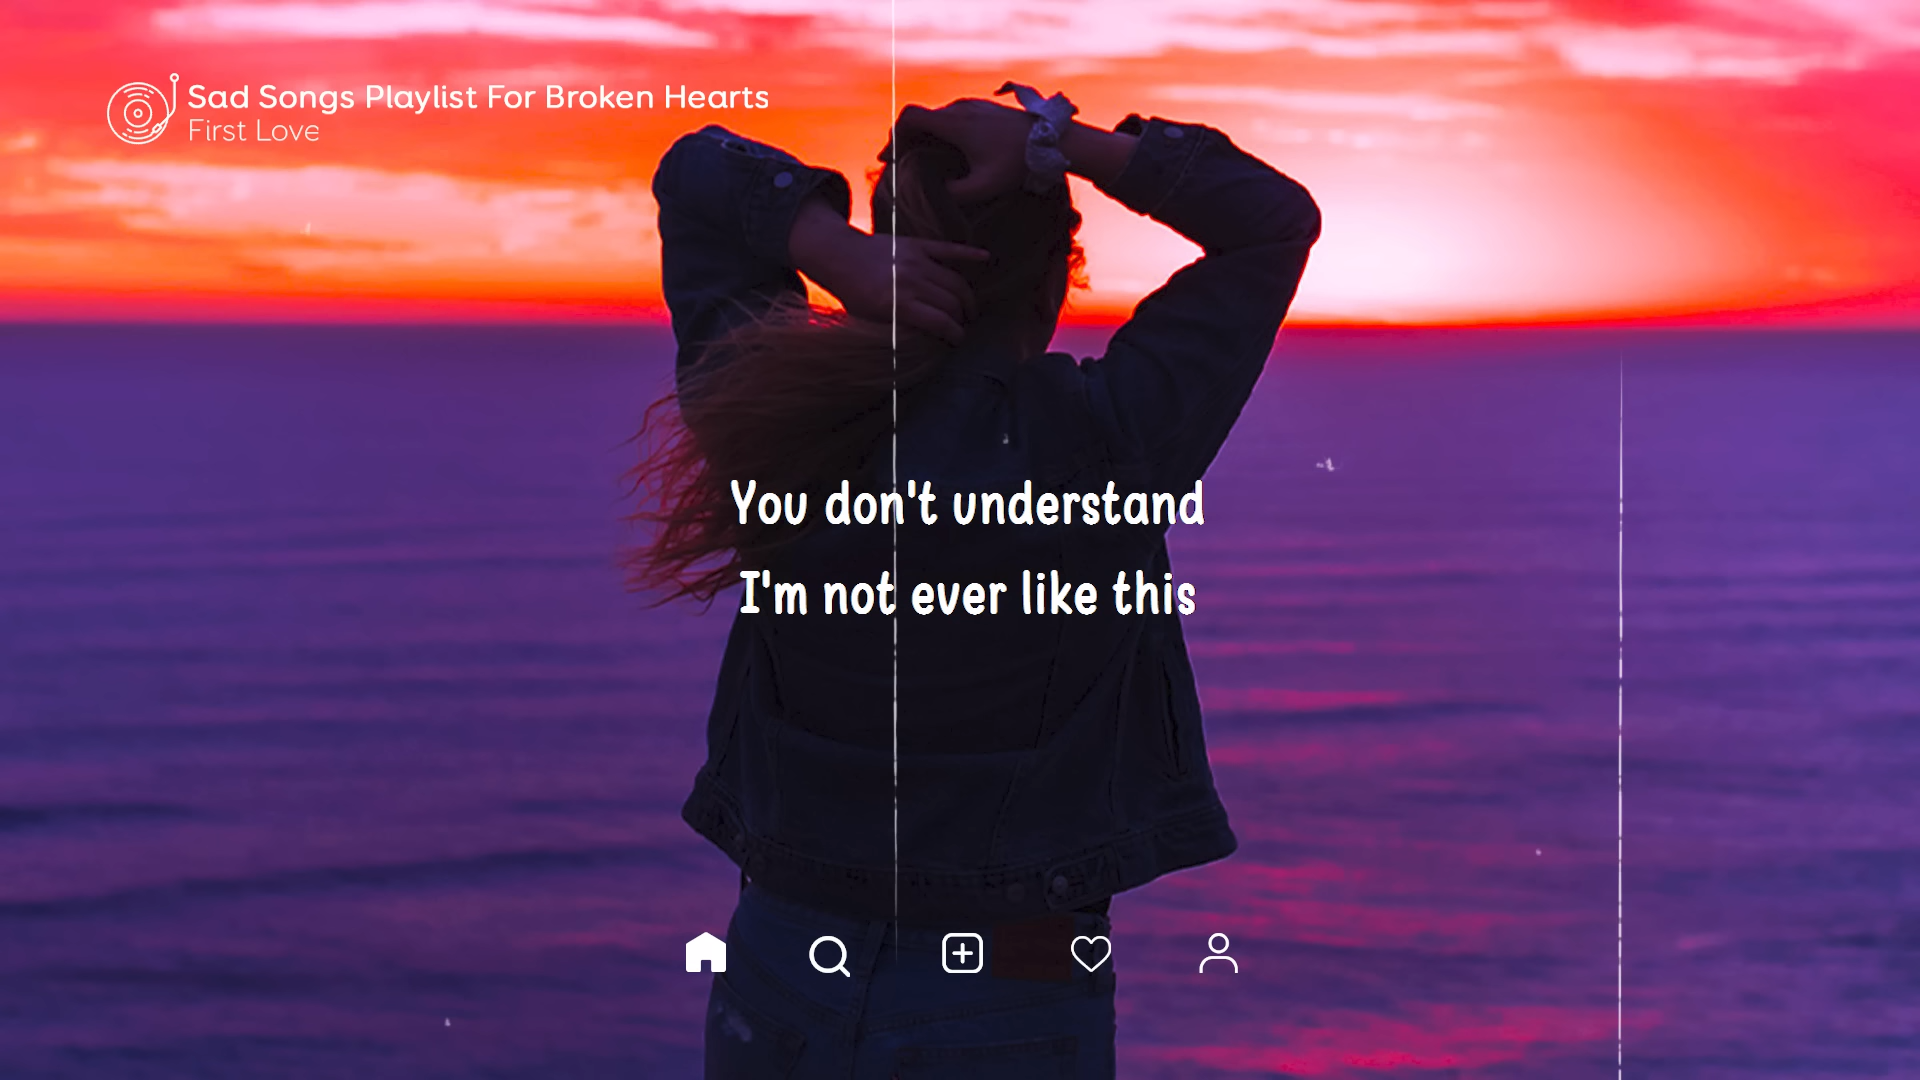 Sad Songs Playlist For Broken Hearts
First Love
You don't understand
I'm not ever like this